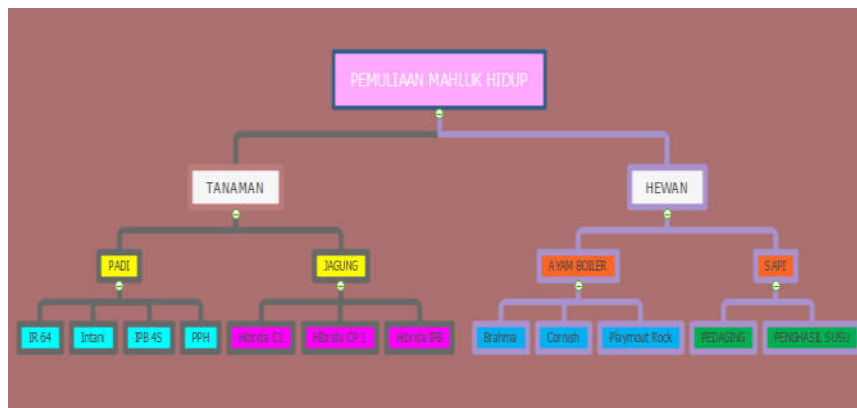 PEMULIAAN MAHLUK HIDUP
TANAMAN
HEWAN
PADI
JAGUNG
AYAM BOILER
SAPI
IR 64
Intani
IPB 4S
PPH
Hibrida C1
Hibrida CP 1
Hibrida IPB
Brahma
Cornish
Playmout Rock
PEDAGING
PENGHASIL SUSU